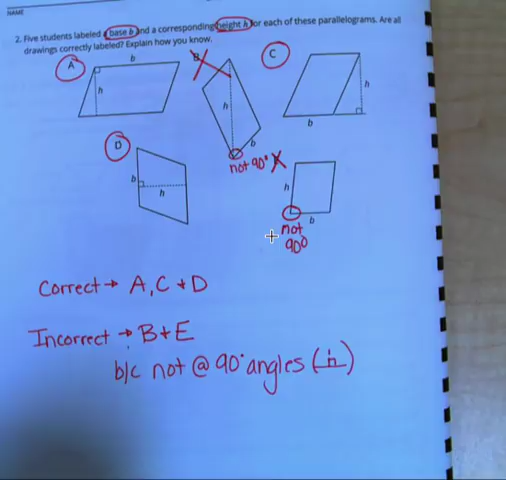 NAME
2. Five students labeled a base b and a corresponding height h for each of these parallelograms. Are all
drawings correctly labeled? Explain how you know.
A
b
h
B
h
b
not 90°
C
h
b
D
b
h
h
b
not
90°
Correct → A, C + D
Incorrect → B + E
b/c not @ 90° angles (h)